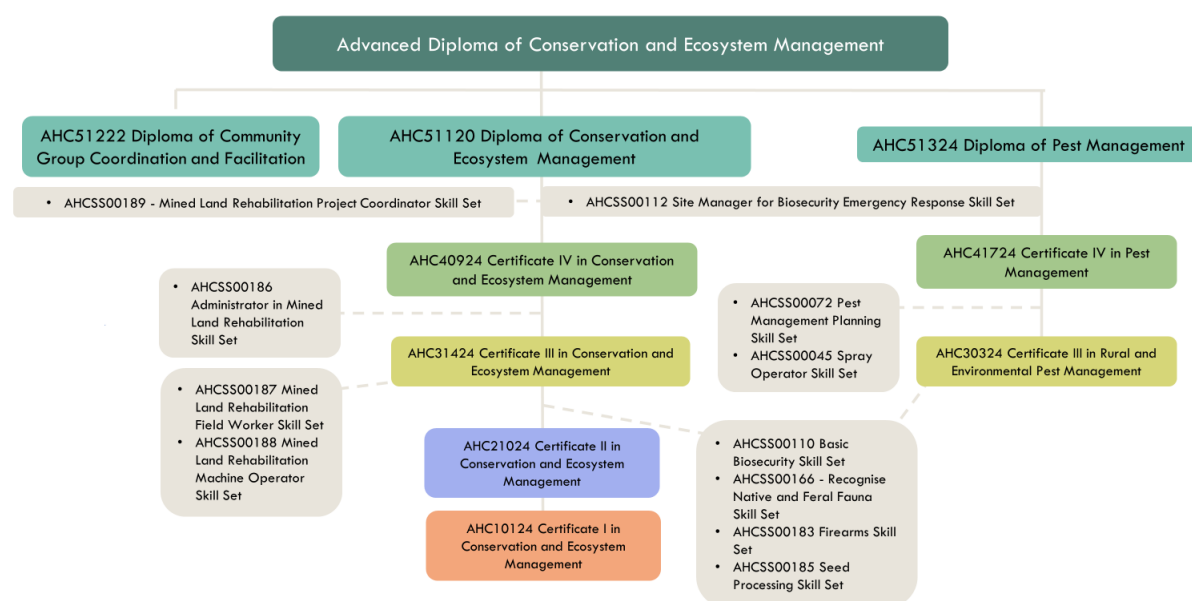 Advanced Diploma of Conservation and Ecosystem Management
AHC51222 Diploma of Community
Group Coordination and Facilitation
AHC51120 Diploma of Conservation and
Ecosystem Management
AHC51324 Diploma of Pest Management
• AHCSS00189 - Mined Land Rehabilitation Project Coordinator Skill Set
• AHCSS00112 Site Manager for Biosecurity Emergency Response Skill Set
AHC40924 Certificate IV in Conservation
and Ecosystem Management
AHC41724 Certificate IV in Pest
Management
• AHCSS00186
Administrator in Mined
Land Rehabilitation
Skill Set
• AHCSS00072 Pest
Management Planning
Skill Set
• AHCSS00045 Spray
Operator Skill Set
AHC31424 Certificate III in Conservation and
Ecosystem Management
AHC30324 Certificate III in Rural and
Environmental Pest Management
• AHCSS00187 Mined
Land Rehabilitation
Field Worker Skill Set
• AHCSS00188 Mined
Land Rehabilitation
Machine Operator
Skill Set
AHC21024 Certificate II in
Conservation and Ecosystem
Management
• AHCSS00110 Basic
Biosecurity Skill Set
• AHCSS00166 - Recognise
Native and Feral Fauna
Skill Set
• AHCSS00183 Firearms Skill
Set
• AHCSS00185 Seed
Processing Skill Set
AHC10124 Certificate I in
Conservation and Ecosystem
Management